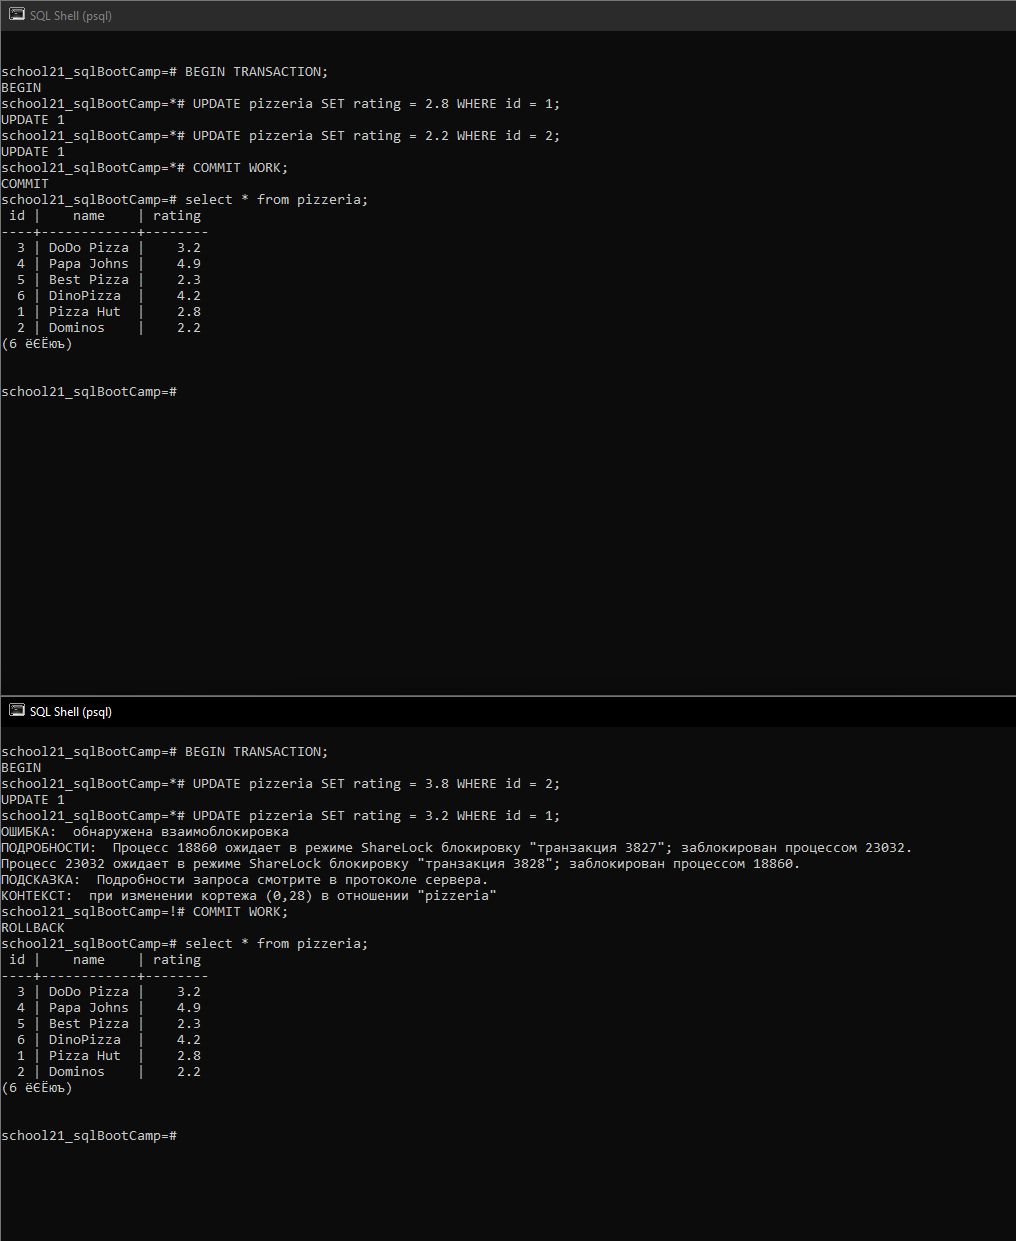 SQL Shell (psql)
school21_sqlBootCamp=# BEGIN TRANSACTION;
BEGIN
school21_sqlBootCamp=*# UPDATE pizzeria SET rating = 2.8 WHERE id = 1;
UPDATE 1
school21_sqlBootCamp=*# UPDATE pizzeria SET rating = 2.2 WHERE id = 2;
UPDATE 1
school21_sqlBootCamp=*# COMMIT WORK;
COMMIT
school21_sqlBootCamp=# select * from pizzeria;
 id |    name    | rating
----+------------+--------
  3 | DoDo Pizza |    3.2
  4 | Papa Johns |    4.9
  5 | Best Pizza |    2.3
  6 | DinoPizza  |    4.2
  1 | Pizza Hut  |    2.8
  2 | Dominos    |    2.2
(6 ёЄЁюъ)
school21_sqlBootCamp=#
SQL Shell (psql)
school21_sqlBootCamp=# BEGIN TRANSACTION;
BEGIN
school21_sqlBootCamp=*# UPDATE pizzeria SET rating = 3.8 WHERE id = 2;
UPDATE 1
school21_sqlBootCamp=*# UPDATE pizzeria SET rating = 3.2 WHERE id = 1;
ОШИБКА:  обнаружена взаимоблокировка
ПОДРОБНОСТИ:  Процесс 18860 ожидает в режиме ShareLock блокировку "транзакция 3827"; заблокирован процессом 23032.
Процесс 23032 ожидает в режиме ShareLock блокировку "транзакция 3828"; заблокирован процессом 18860.
ПОДСКАЗКА:  Подробности запроса смотрите в протоколе сервера.
КОНТЕКСТ:  при изменении кортежа (0,28) в отношении "pizzeria"
school21_sqlBootCamp=!# COMMIT WORK;
ROLLBACK
school21_sqlBootCamp=# select * from pizzeria;
 id |    name    | rating
----+------------+--------
  3 | DoDo Pizza |    3.2
  4 | Papa Johns |    4.9
  5 | Best Pizza |    2.3
  6 | DinoPizza  |    4.2
  1 | Pizza Hut  |    2.8
  2 | Dominos    |    2.2
(6 ёЄЁюъ)
school21_sqlBootCamp=#